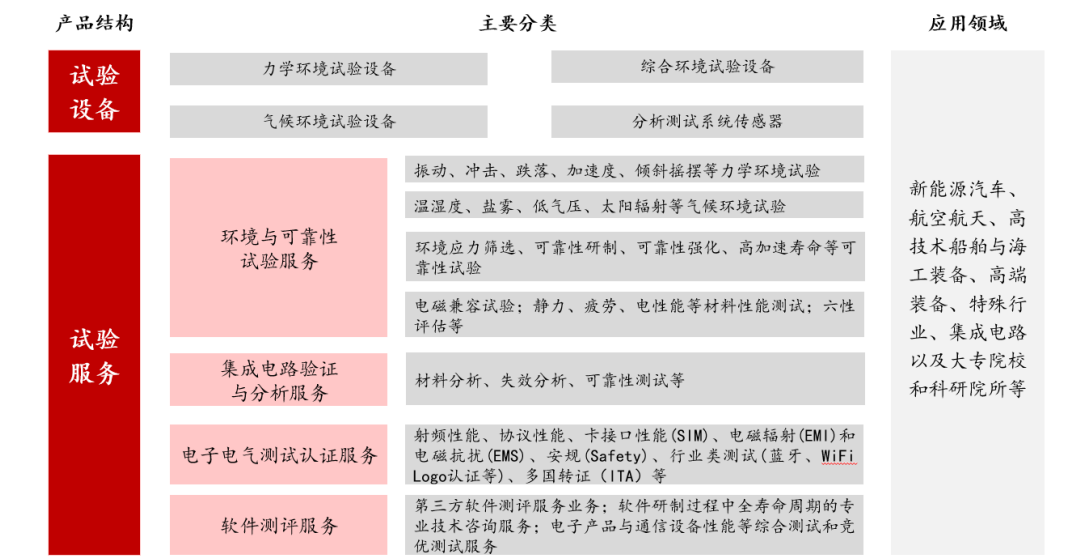 产品结构
主要分类
应用领域
试验
设备
力学环境试验设备
综合环境试验设备
气候环境试验设备
分析测试系统传感器
试验
服务
环境与可靠性
试验服务
振动、冲击、跌落、加速度、倾斜摇摆等力学环境试验
温湿度、盐雾、低气压、太阳辐射等气候环境试验
环境应力筛选、可靠性研制、可靠性强化、高加速寿命等可
靠性试验
电磁兼容试验；静力、疲劳、电性能等材料性能测试；六性
评估等
集成电路验证
与分析服务
材料分析、失效分析、可靠性测试等
电子电气测试认证服务
射频性能、协议性能、卡接口性能(SIM)、电磁辐射(EMI)和
电磁抗扰(EMS)、安规(Safety)、行业类测试(蓝牙、WiFi
Logo认证等)、多国转证（ITA）等
软件测评服务
第三方软件测评服务业务；软件研制过程中全寿命周期的专
业技术咨询服务；电子产品与通信设备性能等综合测试和竞
优测试服务
新能源汽车、
航空航天、高
技术船舶与海
工装备、高端
装备、特殊行
业、集成电路
以及大专院校
和科研院所等